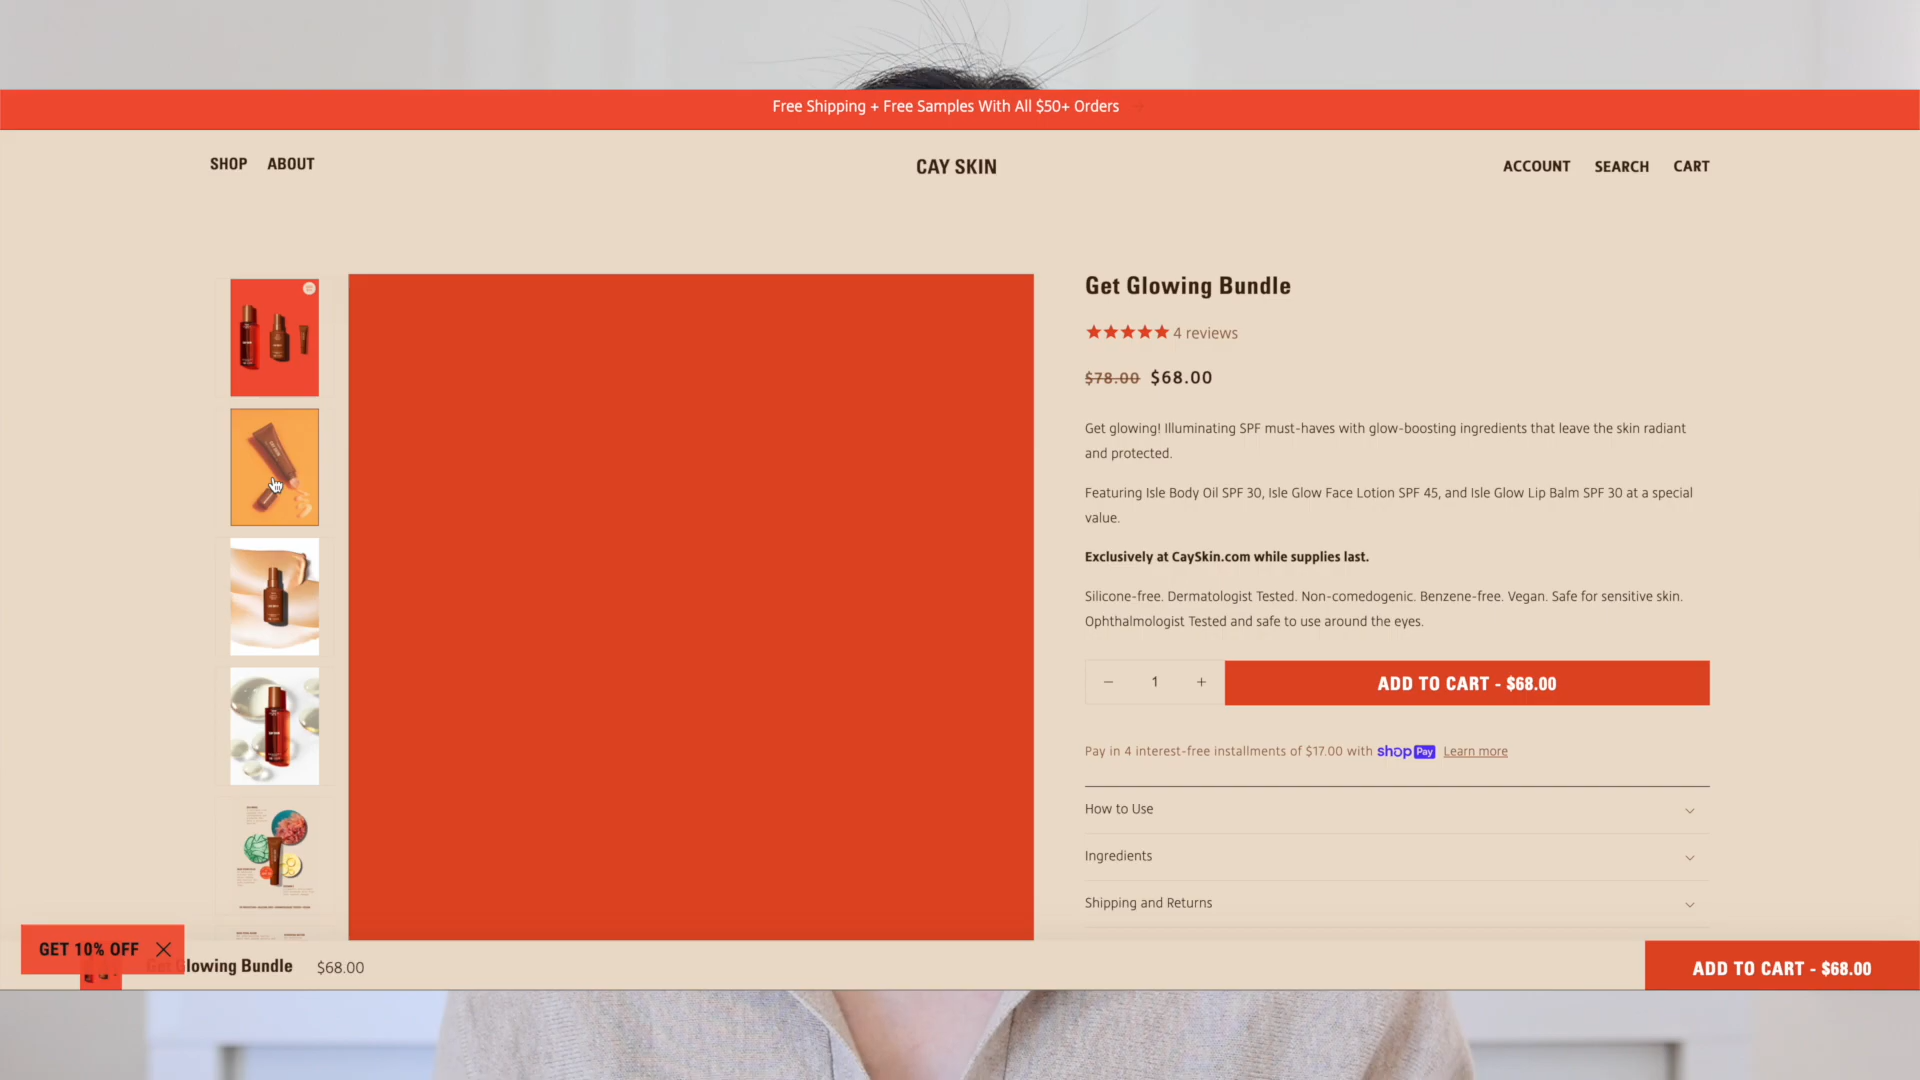 Free Shipping + Free Samples With All $50+ Orders
SHOP ABOUT
CAY SKIN
ACCOUNT SEARCH CART
Get Glowing Bundle
4 reviews
$78.00 $68.00
Get glowing! Illuminating SPF must-haves with glow-boosting ingredients that leave the skin radiant
and protected.
Featuring Isle Body Oil SPF 30, Isle Glow Face Lotion SPF 45, and Isle Glow Lip Balm SPF 30 at a special
value.
Exclusively at CaySkin.com while supplies last.
Silicone-free. Dermatologist Tested. Non-comedogenic. Benzene-free. Vegan. Safe for sensitive skin.
Ophthalmologist Tested and safe to use around the eyes.
− 1 +
ADD TO CART - $68.00
Pay in 4 interest-free installments of $17.00 with shop Pay Learn more
How to Use
Ingredients
Shipping and Returns
GET 10% OFF
Get Glowing Bundle $68.00
ADD TO CART - $68.00